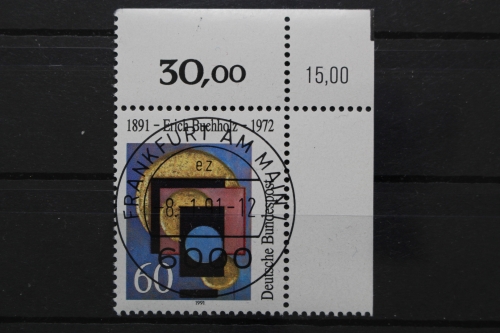 30,00
15,00
1891 – Erich Buchholz – 1972
FRANKFURT AM MAIN 1
ez
-8.-1.91-12
6000
Deutsche Bundespost
60